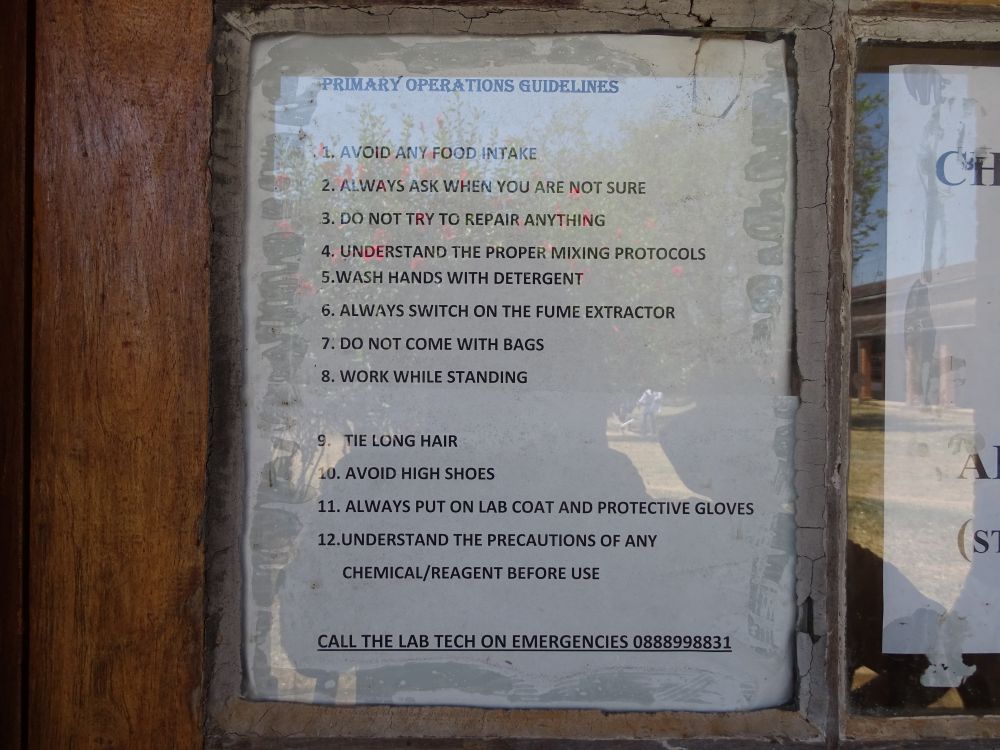 PRIMARY OPERATIONS GUIDELINES
1. AVOID ANY FOOD INTAKE
2. ALWAYS ASK WHEN YOU ARE NOT SURE
3. DO NOT TRY TO REPAIR ANYTHING
4. UNDERSTAND THE PROPER MIXING PROTOCOLS
5.WASH HANDS WITH DETERGENT
6. ALWAYS SWITCH ON THE FUME EXTRACTOR
7. DO NOT COME WITH BAGS
8. WORK WHILE STANDING
9. TIE LONG HAIR
10. AVOID HIGH SHOES
11. ALWAYS PUT ON LAB COAT AND PROTECTIVE GLOVES
12.UNDERSTAND THE PRECAUTIONS OF ANY
CHEMICAL/REAGENT BEFORE USE
CALL THE LAB TECH ON EMERGENCIES 0888998831